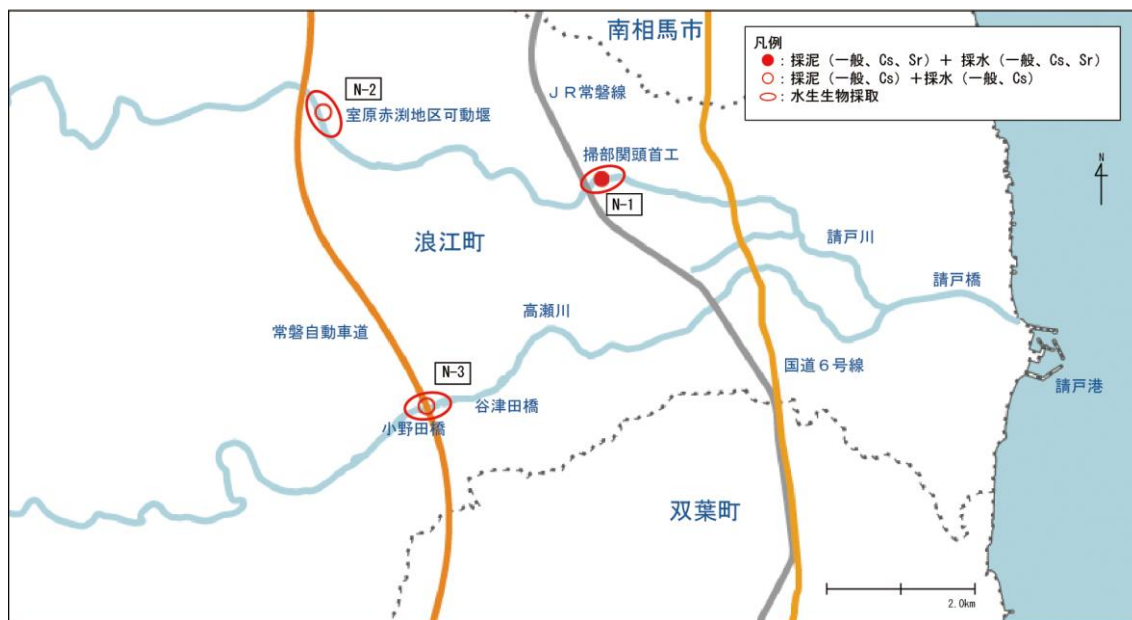 南相馬市
凡例
：採泥（一般、Cs、Sr）＋ 採水（一般、Cs、Sr）
：採泥（一般、Cs）＋採水（一般、Cs）
：水生生物採取
N-2
室原赤渕地区可動堰
ＪＲ常磐線
掃部関頭首工
N-1
N
浪江町
請戸川
請戸橋
高瀬川
常磐自動車道
国道６号線
請戸港
N-3
谷津田橋
小野田橋
双葉町
2.0km